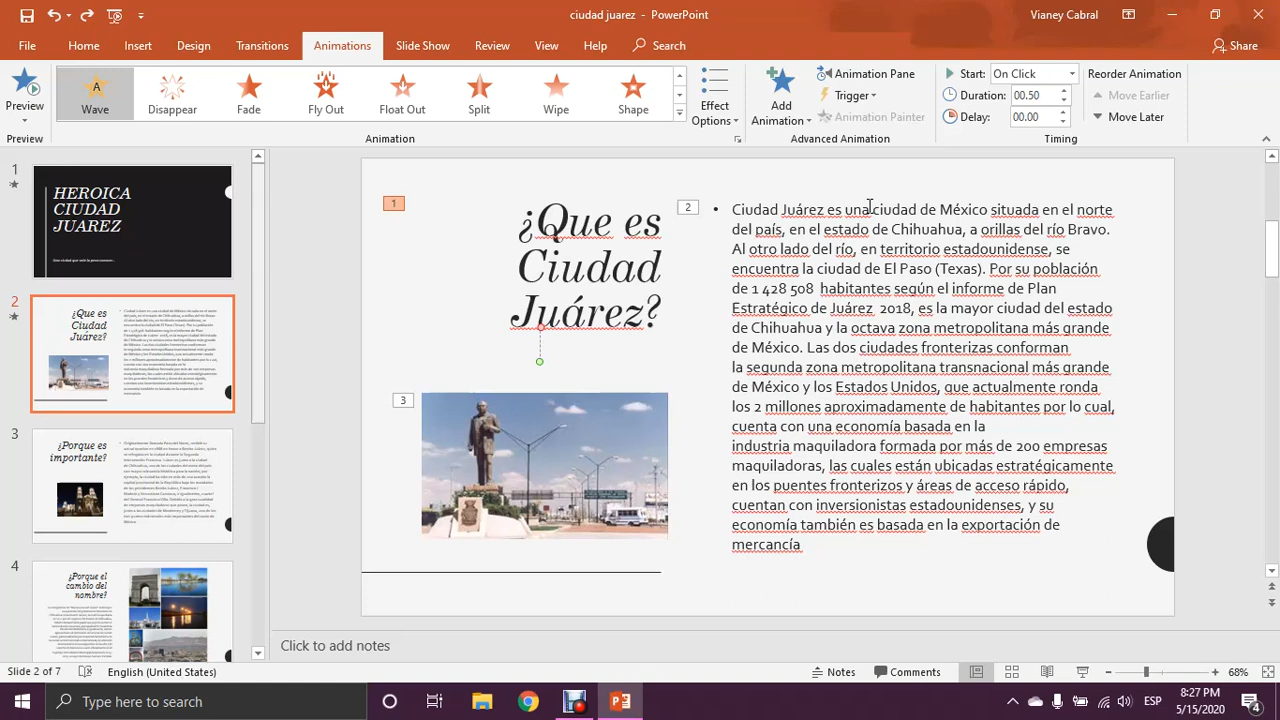 ciudad juarez - PowerPoint
Vianey Cabral
File
Home
Insert
Design
Transitions
Animations
Slide Show
Review
View
Help
Search
Share
Preview
Wave
Disappear
Fade
Fly Out
Float Out
Split
Wipe
Shape
Effect
Options
Add
Animation
Animation Pane
Trigger
Animation Painter
Start: On Click
Duration: 00.50
Delay: 00.00
Reorder Animation
Move Earlier
Move Later
Preview
Animation
Advanced Animation
Timing
1
HEROICA
CIUDAD
JUAREZ
2
¿Que es
Ciudad
Juárez?
3
¿Porque es
importante?
4
¿Porque el
cambio del
nombre?
1
¿Que es
Ciudad
Juárez?
2
• Ciudad Juárez es una ciudad de México situada en el norte
del país, en el estado de Chihuahua, a orillas del río Bravo.
Al otro lado del río, en territorio estadounidense, se
encuentra la ciudad de El Paso (Texas). Por su población
de 1 428 508 habitantes según el informe de Plan
Estratégico de Juárez 2018), es la mayor ciudad del estado
de Chihuahua y la octava zona metropolitana más grande
de México. Las ciudades fronterizas conforman
la segunda zona metropolitana transnacional más grande
de México y los Estados Unidos, que actualmente ronda
los 2 millones aproximadamente de habitantes por lo cual,
cuenta con una economía basada en la
industria maquiladora, formada por más de 300 empresas
maquiladoras, las cuales están ubicadas estratégicamente
en los puentes fronterizos y áreas de acceso rápido,
cuentan con inversionistas estadounidenses, y su
economía también es basada en la exportación de
mercancía
3
Click to add notes
Slide 2 of 7
English (United States)
Notes
Comments
68%
Type here to search
ESP
8:27 PM
5/15/2020
4